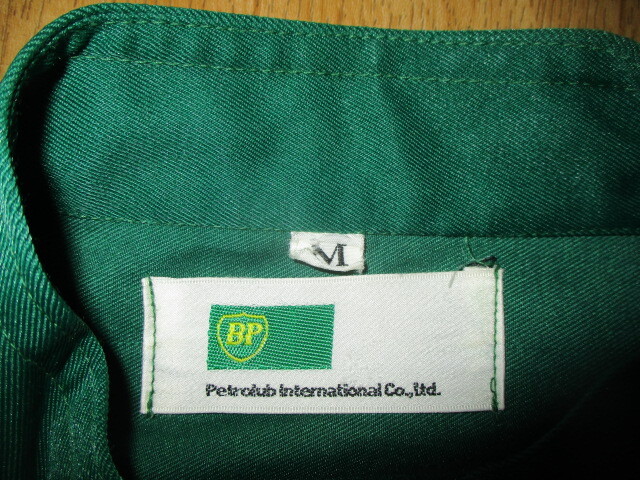 M
BP
Petrolub International Co.,Ltd.